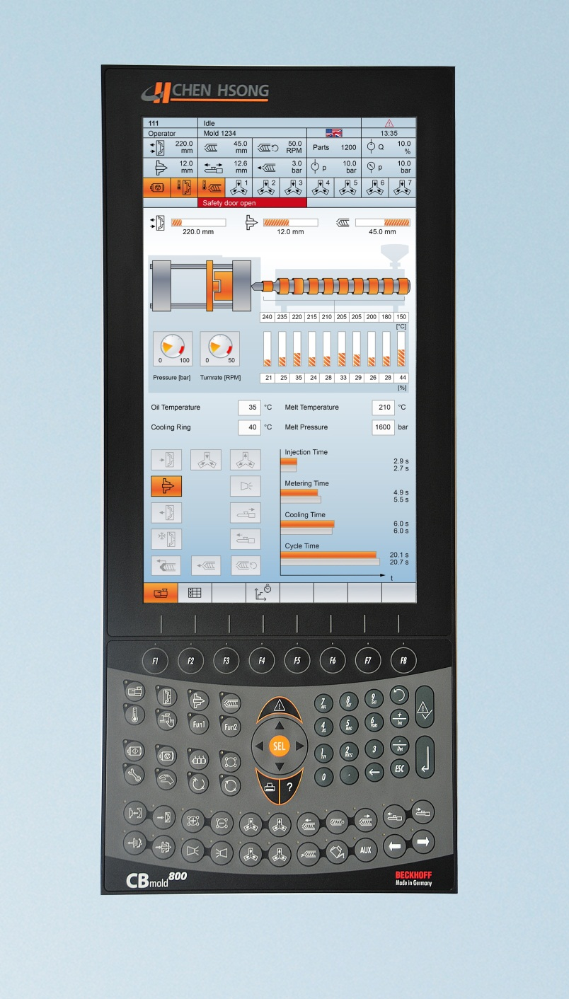 CHEN HSONG
111 Idle
Operator Mold 1234 13:35
220.0 mm 45.0 mm 50.0 RPM Parts 1200 Q 10.0 %
12.0 mm 12.6 mm 3.0 bar p 10.0 bar p 10.0 bar
1 2 3 4 5 6 7
Safety door open
220.0 mm 12.0 mm 45.0 mm
240 235 220 215 210 205 205 200 180 150
[°C]
0 100 0 50
Pressure [bar] Turnrate [RPM]
21 25 35 24 28 33 29 26 28 44
[%]
Oil Temperature 35 °C Melt Temperature 210 °C
Cooling Ring 40 °C Melt Pressure 1600 bar
Injection Time
2.9 s
2.7 s
Metering Time
4.9 s
5.5 s
Cooling Time
6.0 s
6.0 s
Cycle Time
20.1 s
20.7 s
t
F1 F2 F3 F4 F5 F6 F7 F8
7 8 9
ABC DEF
Fun1 Fun2 4 5 6 + Inc
JKL MNO PQRS
SEL
1 2 3 - Dec
0 . ESC
?
AUX
CBmold800
BECKHOFF
Made in Germany